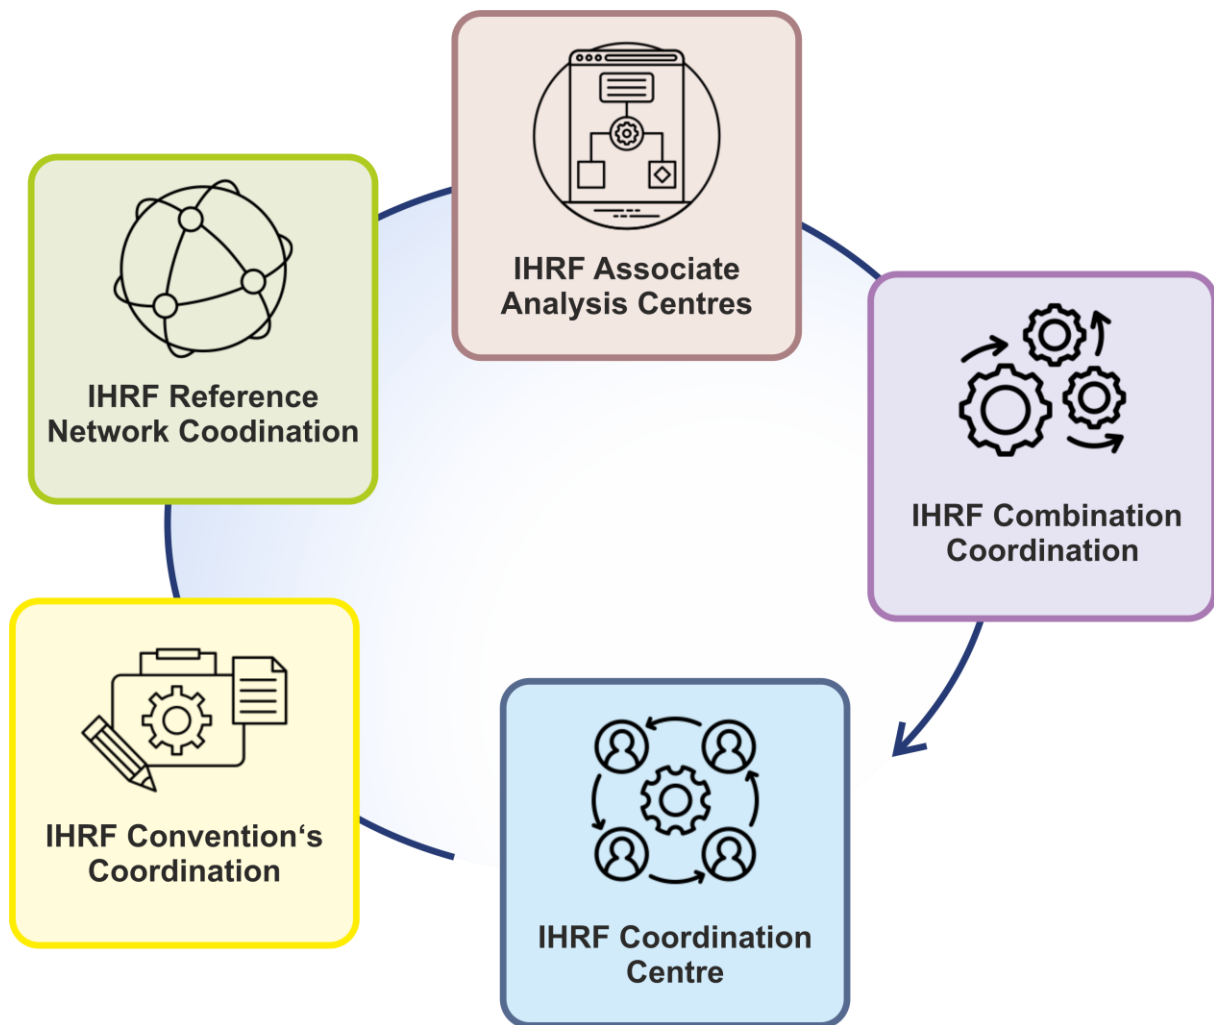 IHRF Associate
Analysis Centres
IHRF Reference
Network Coodination
IHRF Combination
Coordination
IHRF Convention‘s
Coordination
IHRF Coordination
Centre